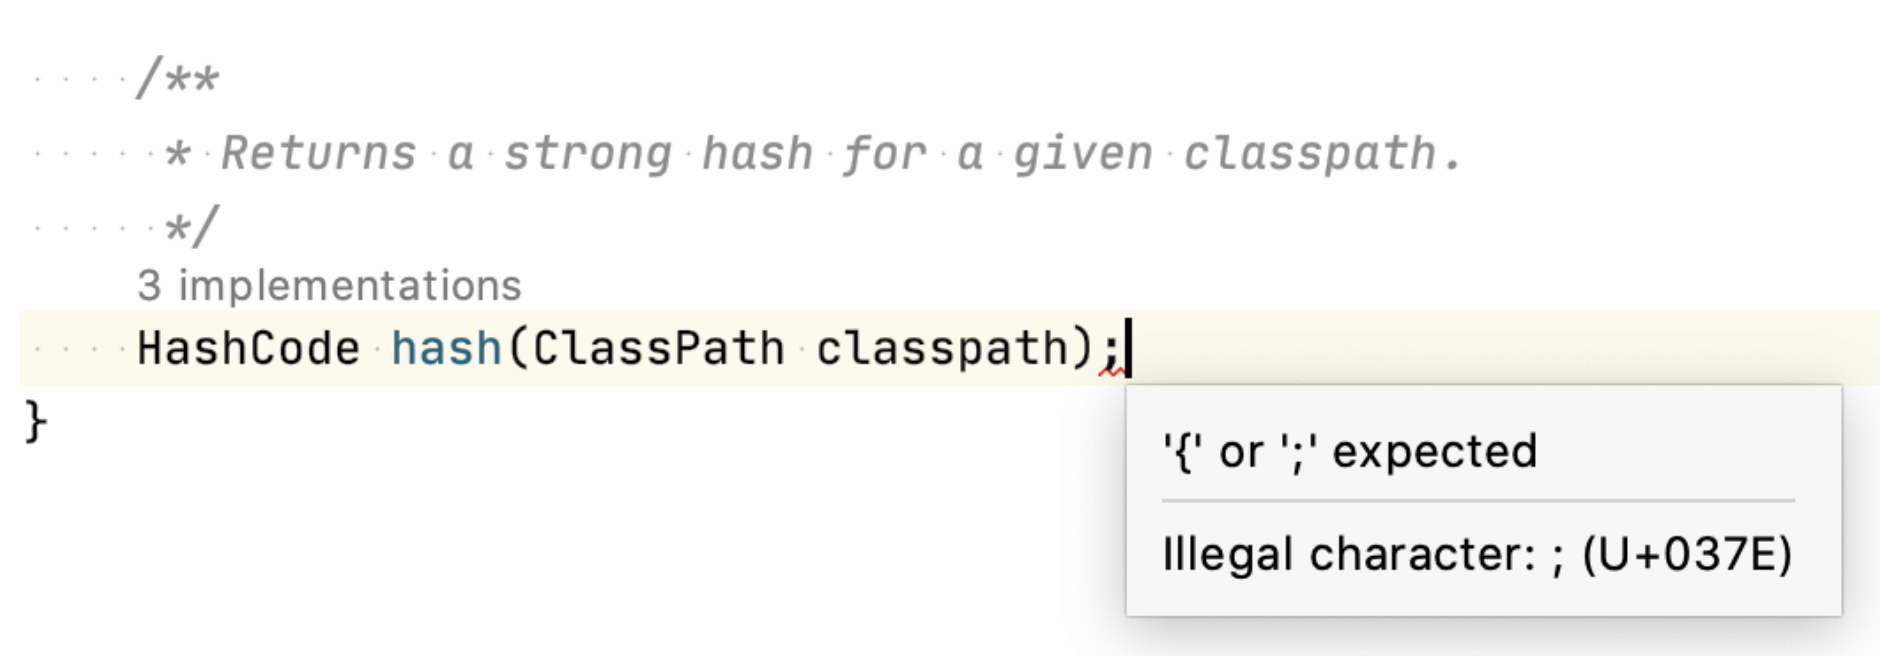 /**
* Returns a strong hash for a given classpath.
*/
3 implementations
HashCode hash(ClassPath classpath);
}
'{' or ';' expected
Illegal character: ; (U+037E)